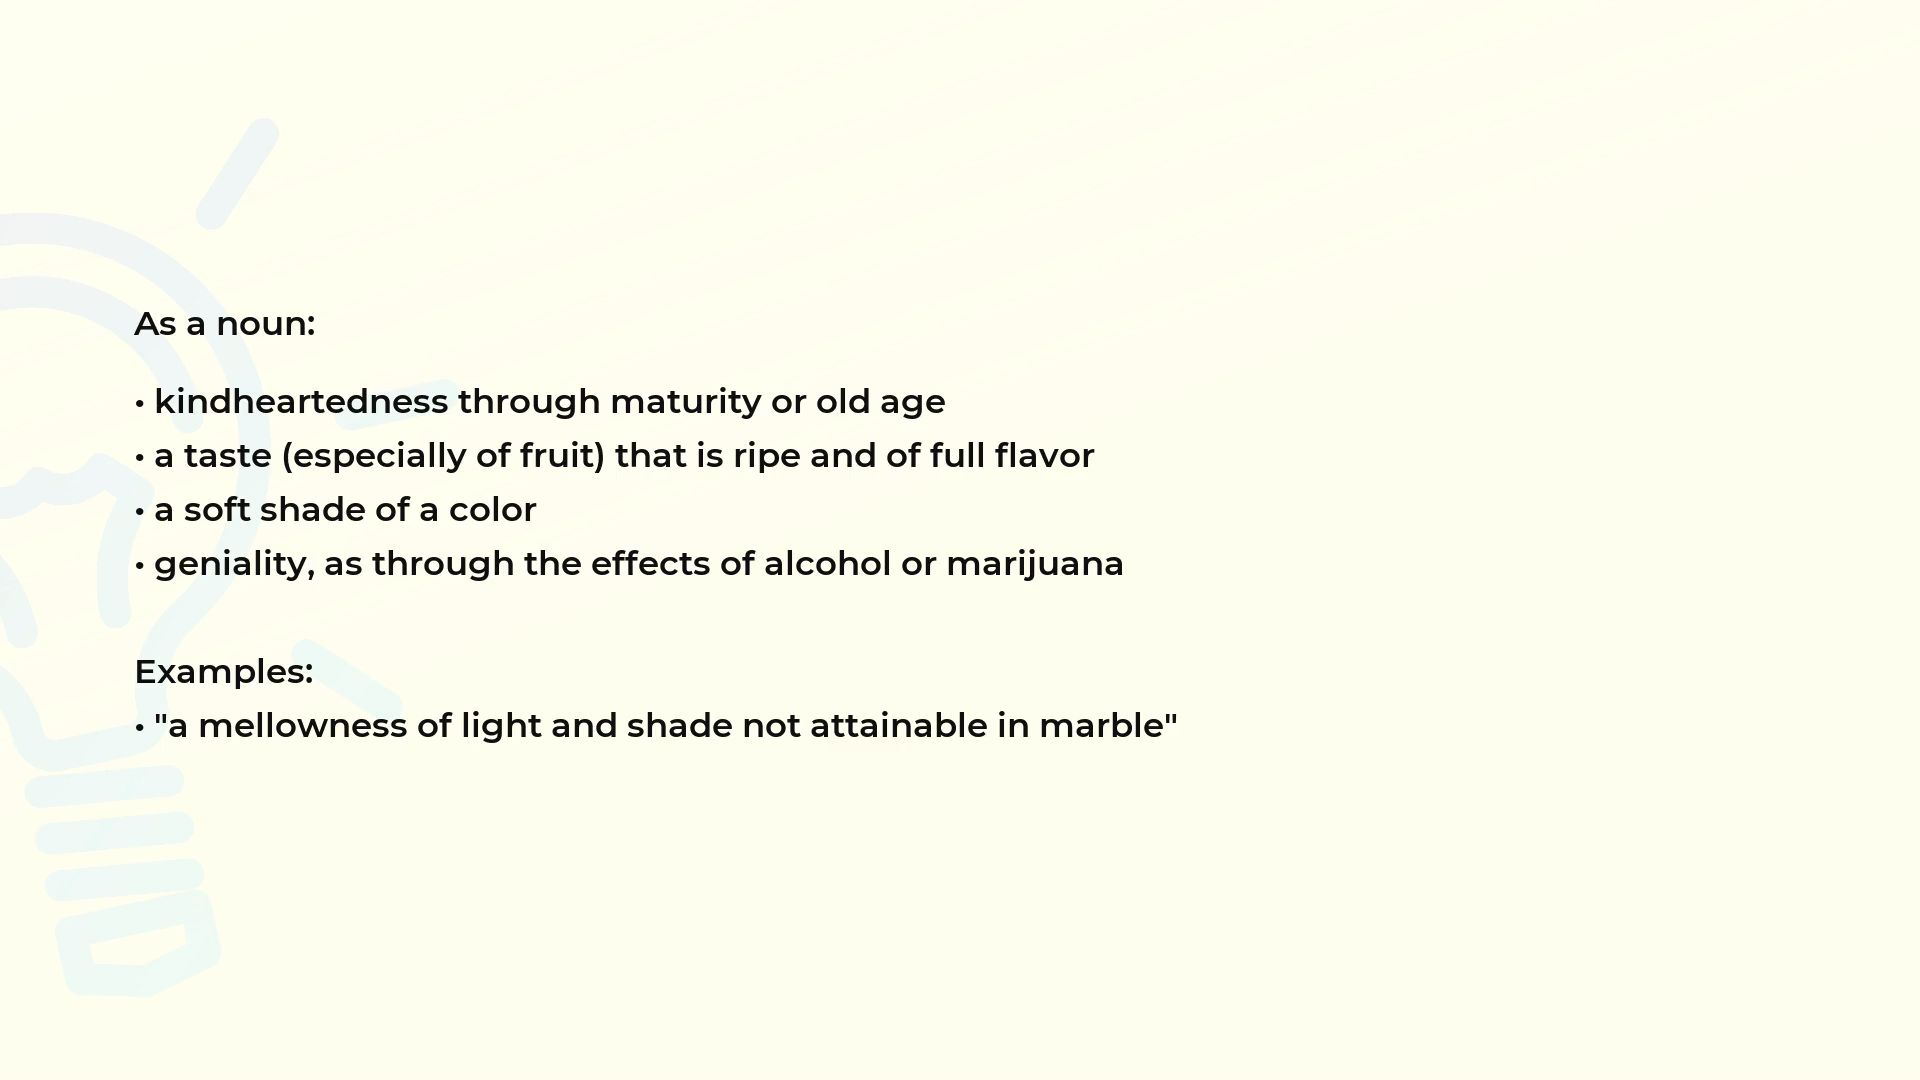 As a noun:
• kindheartedness through maturity or old age
• a taste (especially of fruit) that is ripe and of full flavor
• a soft shade of a color
• geniality, as through the effects of alcohol or marijuana
Examples:
• "a mellowness of light and shade not attainable in marble"